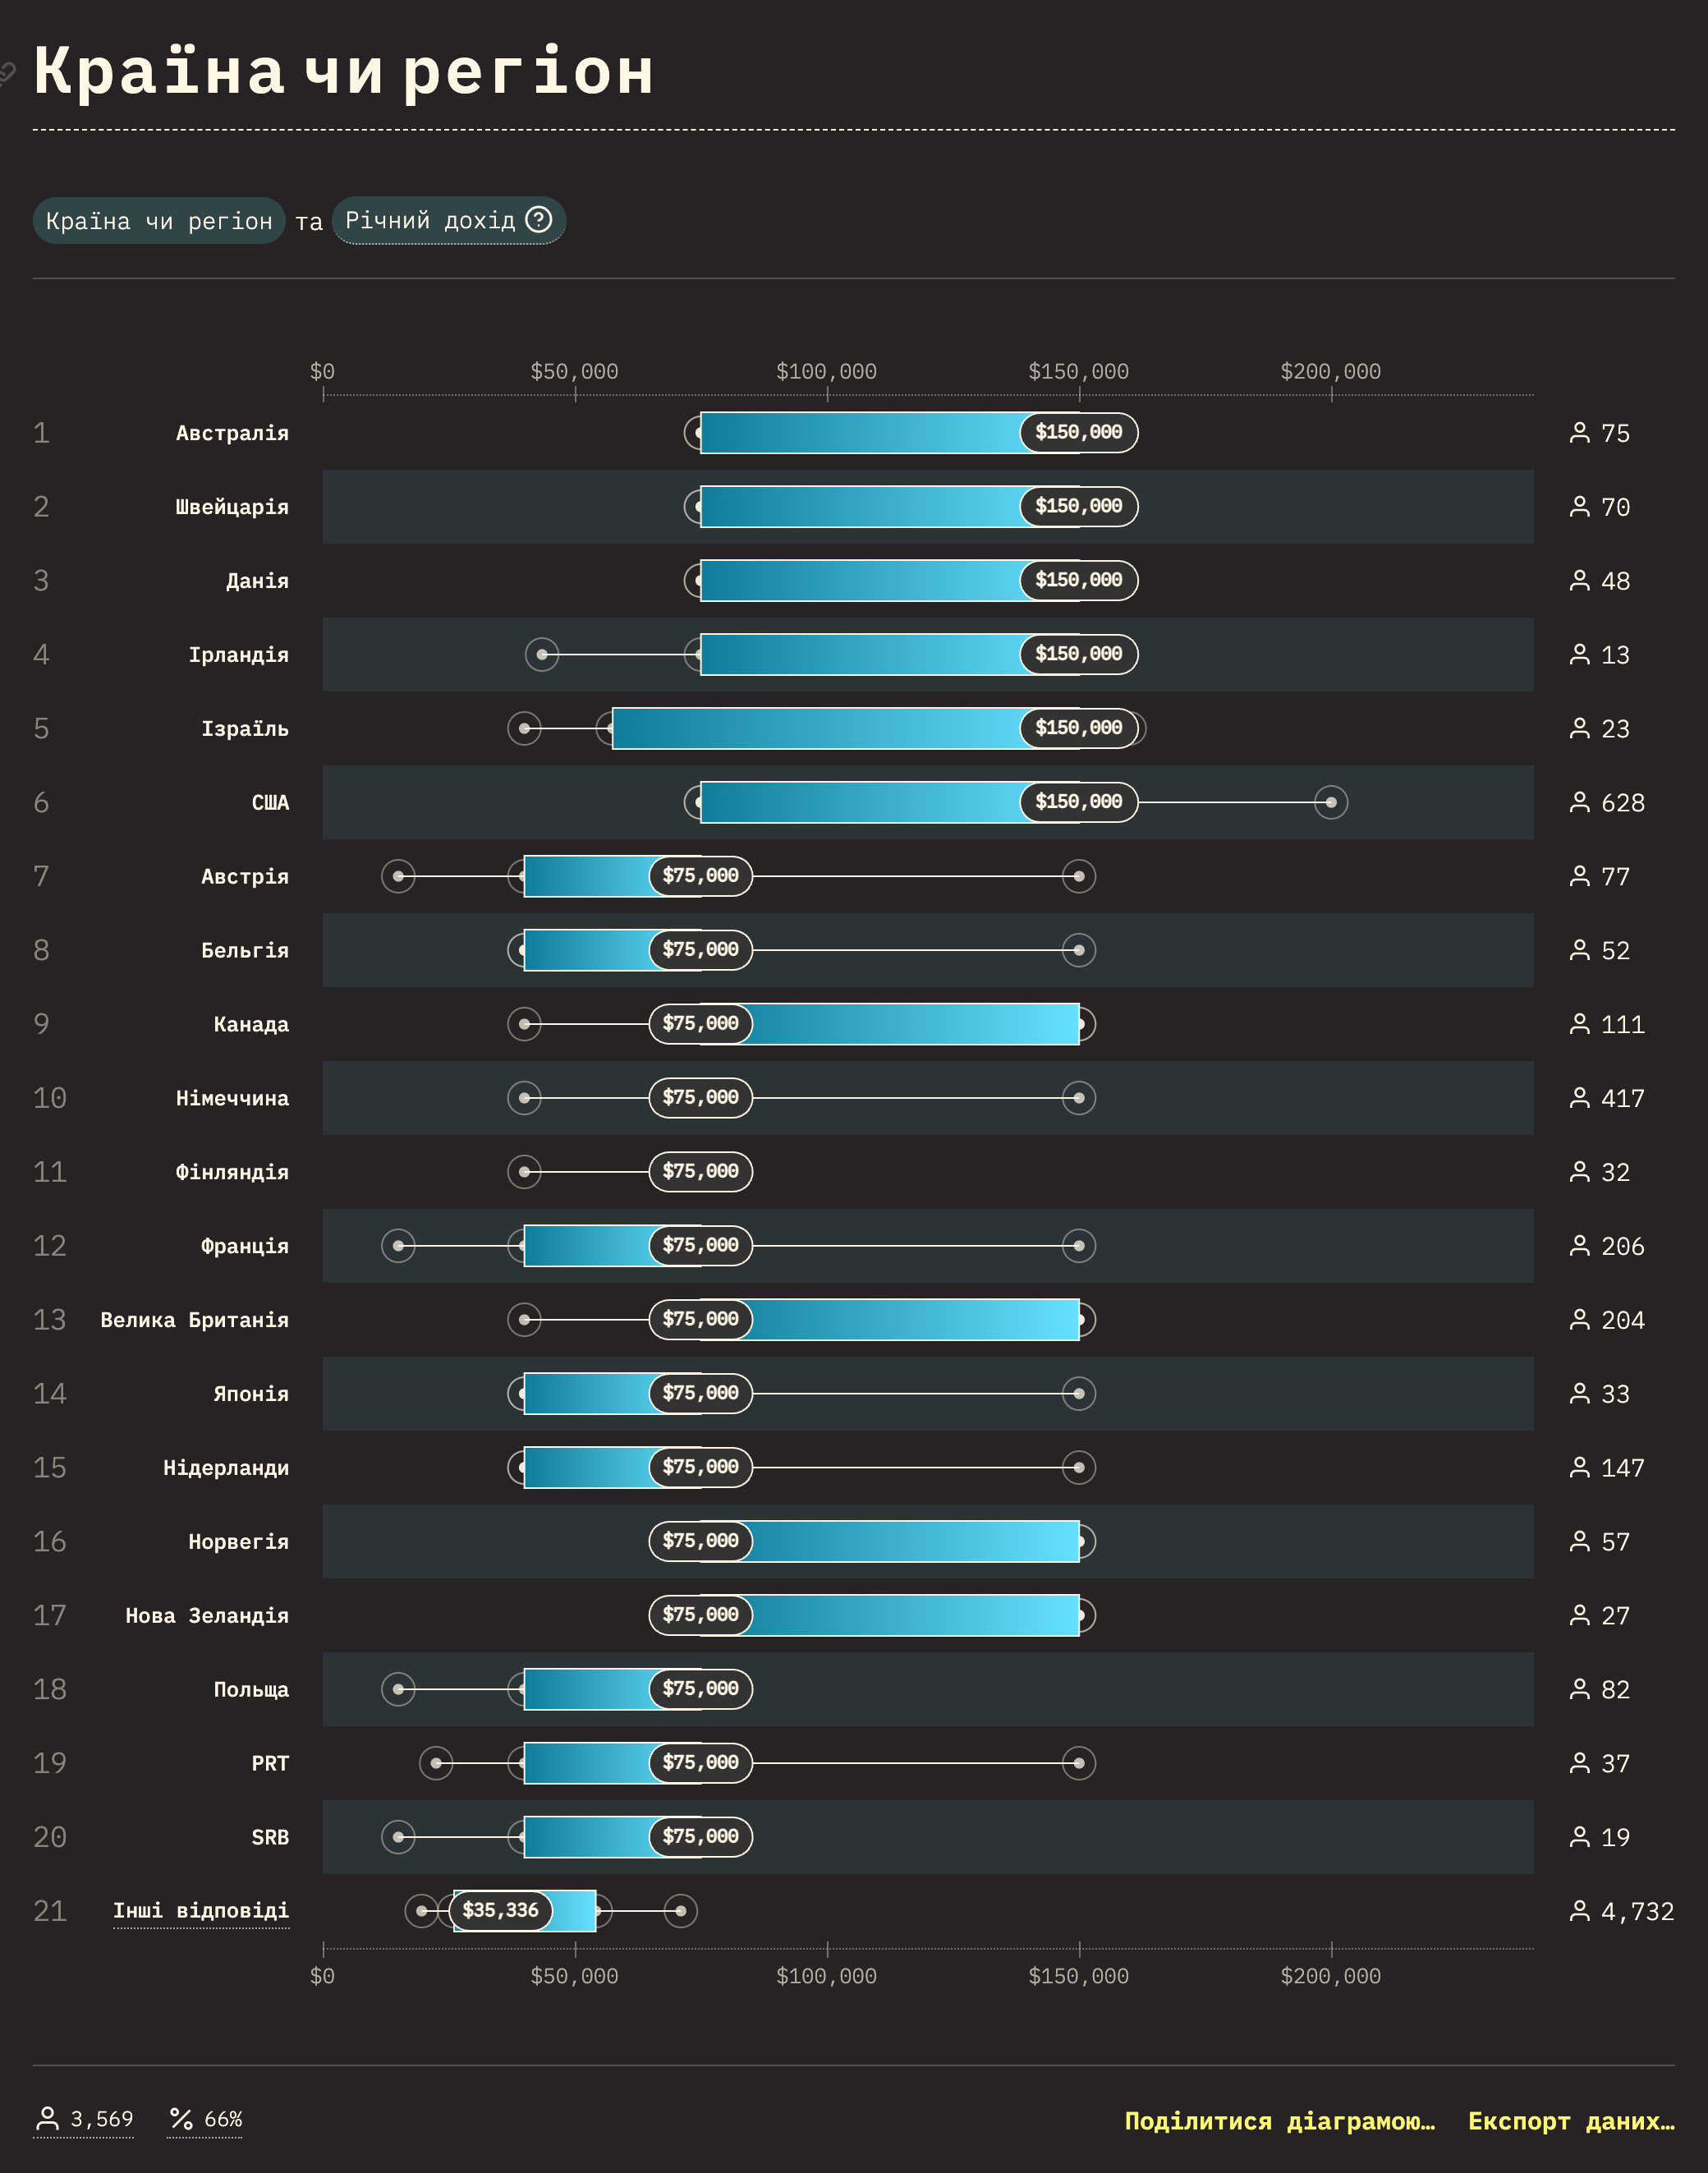 Країна чи регіон
Країна чи регіон та Річний дохід ?
$0 $50,000 $100,000 $150,000 $200,000
1 Австралія $150,000 75
2 Швейцарія $150,000 70
3 Данія $150,000 48
4 Ірландія $150,000 13
5 Ізраїль $150,000 23
6 США $150,000 628
7 Австрія $75,000 77
8 Бельгія $75,000 52
9 Канада $75,000 111
10 Німеччина $75,000 417
11 Фінляндія $75,000 32
12 Франція $75,000 206
13 Велика Британія $75,000 204
14 Японія $75,000 33
15 Нідерланди $75,000 147
16 Норвегія $75,000 57
17 Нова Зеландія $75,000 27
18 Польща $75,000 82
19 PRT $75,000 37
20 SRB $75,000 19
21 Інші відповіді $35,336 4,732
$0 $50,000 $100,000 $150,000 $200,000
3,569 % 66% Поділитися діаграмою… Експорт даних…